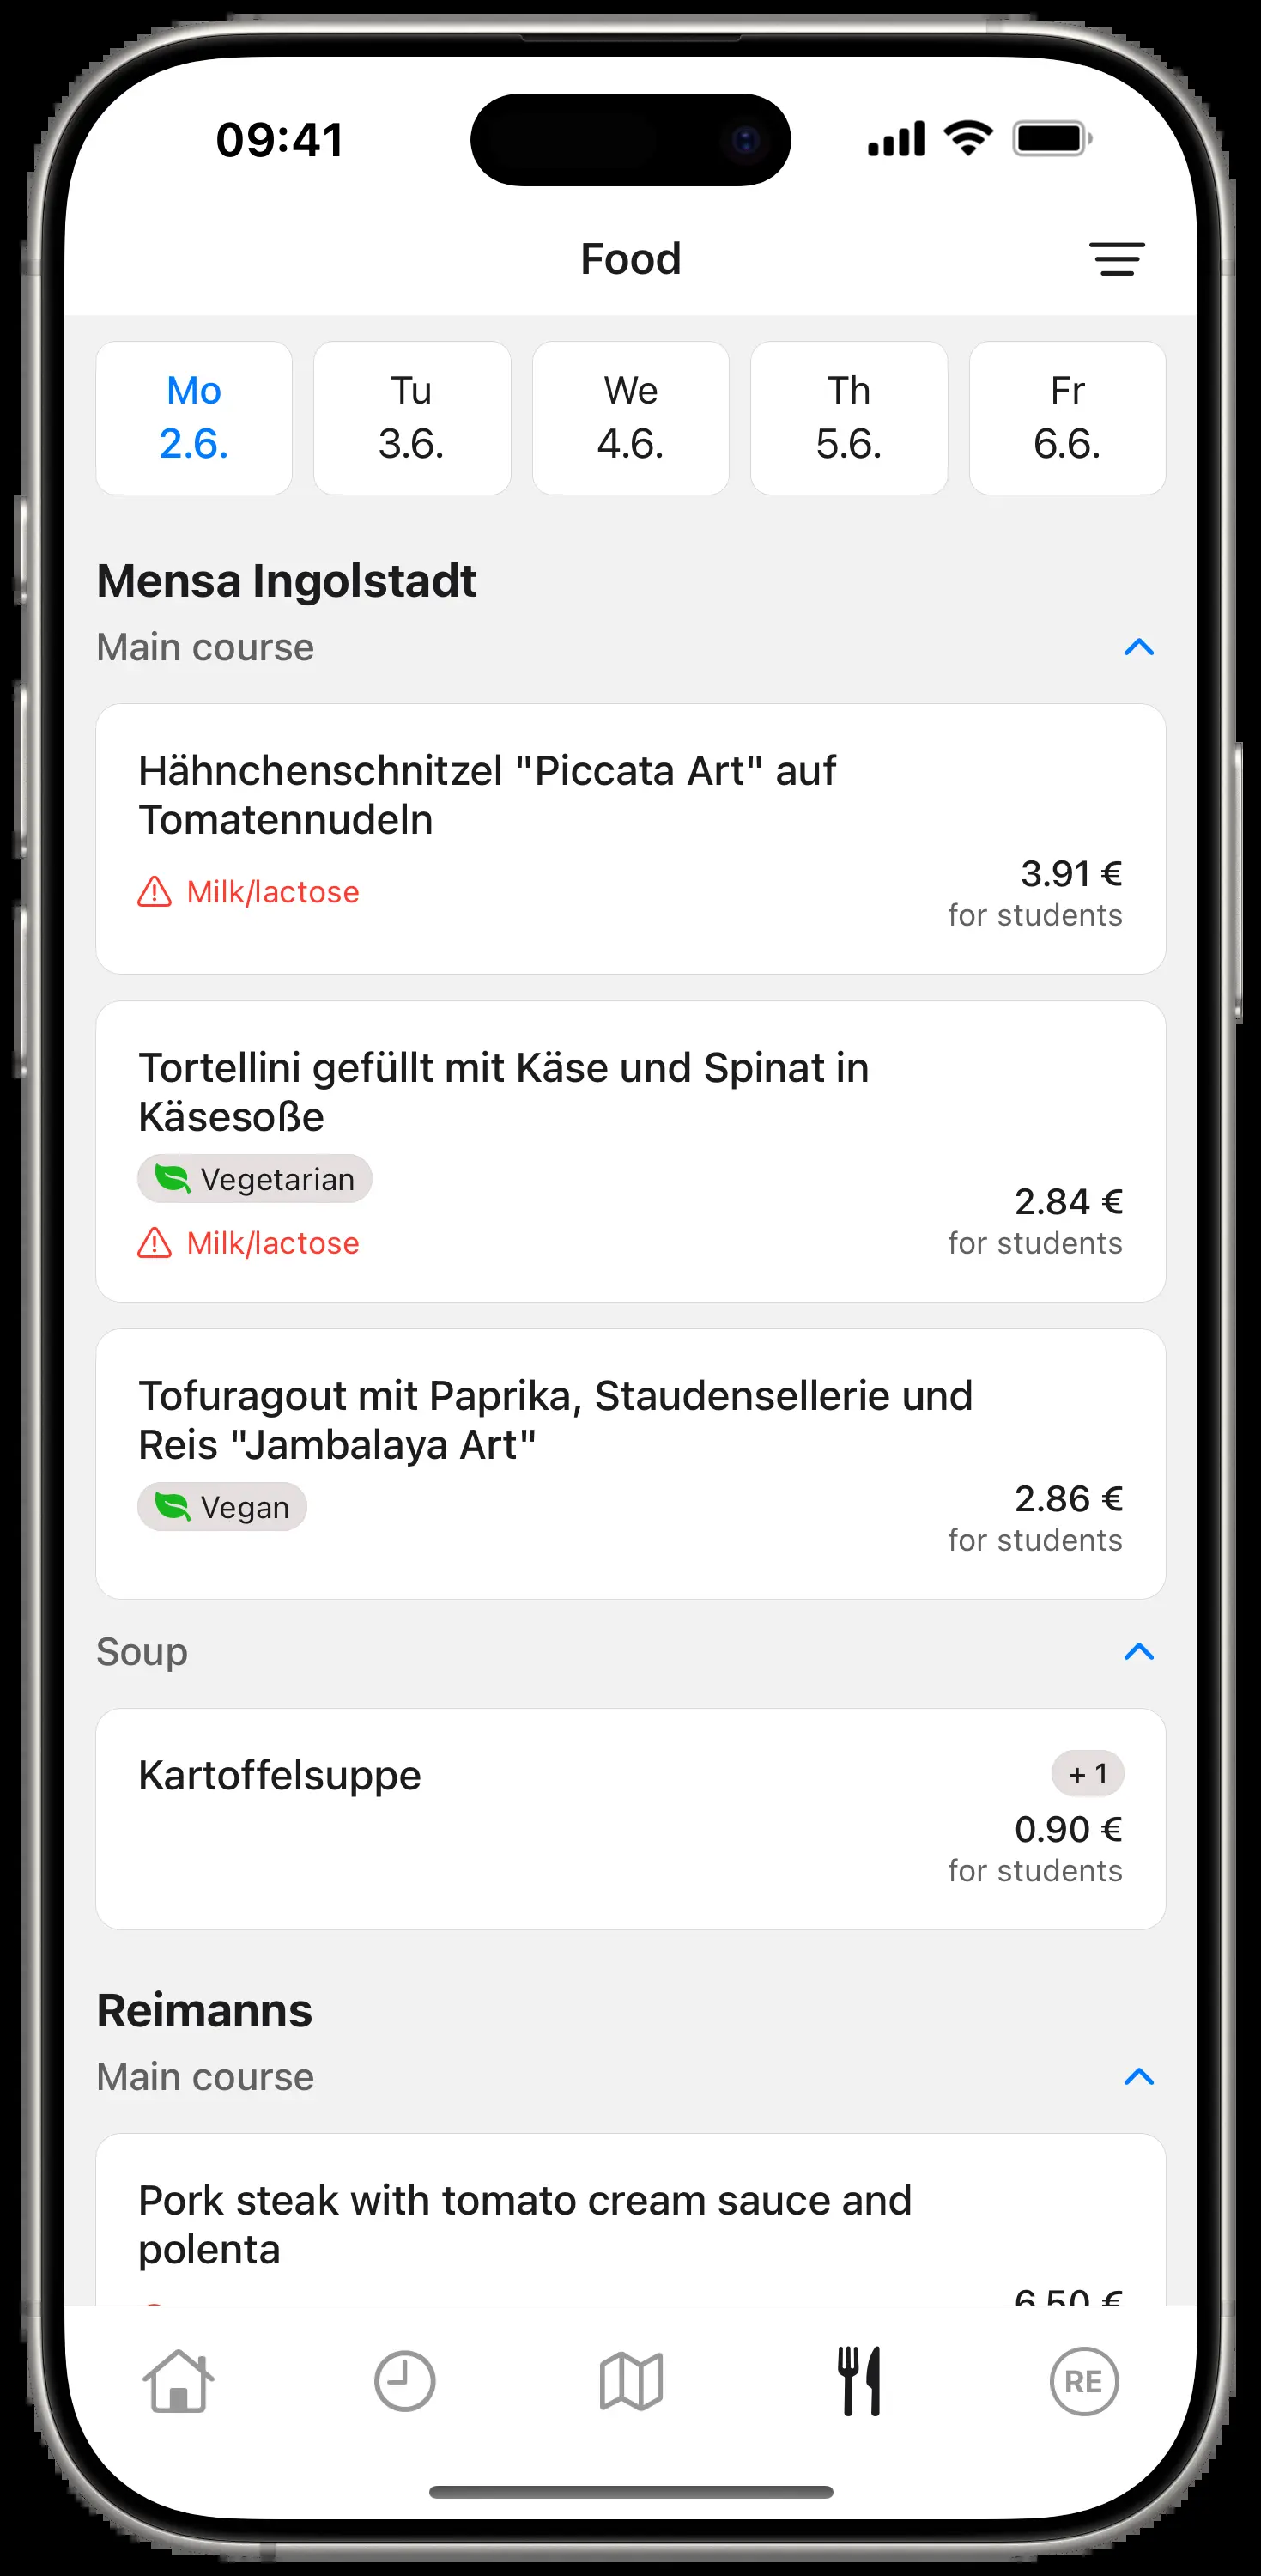 09:41
Food
Mo
2.6.
Tu
3.6.
We
4.6.
Th
5.6.
Fr
6.6.
Mensa Ingolstadt
Main course
Hähnchenschnitzel "Piccata Art" auf
Tomatennudeln
Milk/lactose
3.91 €
for students
Tortellini gefüllt mit Käse und Spinat in
Käsesoße
Vegetarian
Milk/lactose
2.84 €
for students
Tofuragout mit Paprika, Staudensellerie und
Reis "Jambalaya Art"
Vegan
2.86 €
for students
Soup
Kartoffelsuppe
+ 1
0.90 €
for students
Reimanns
Main course
Pork steak with tomato cream sauce and
polenta
6.50 €
RE